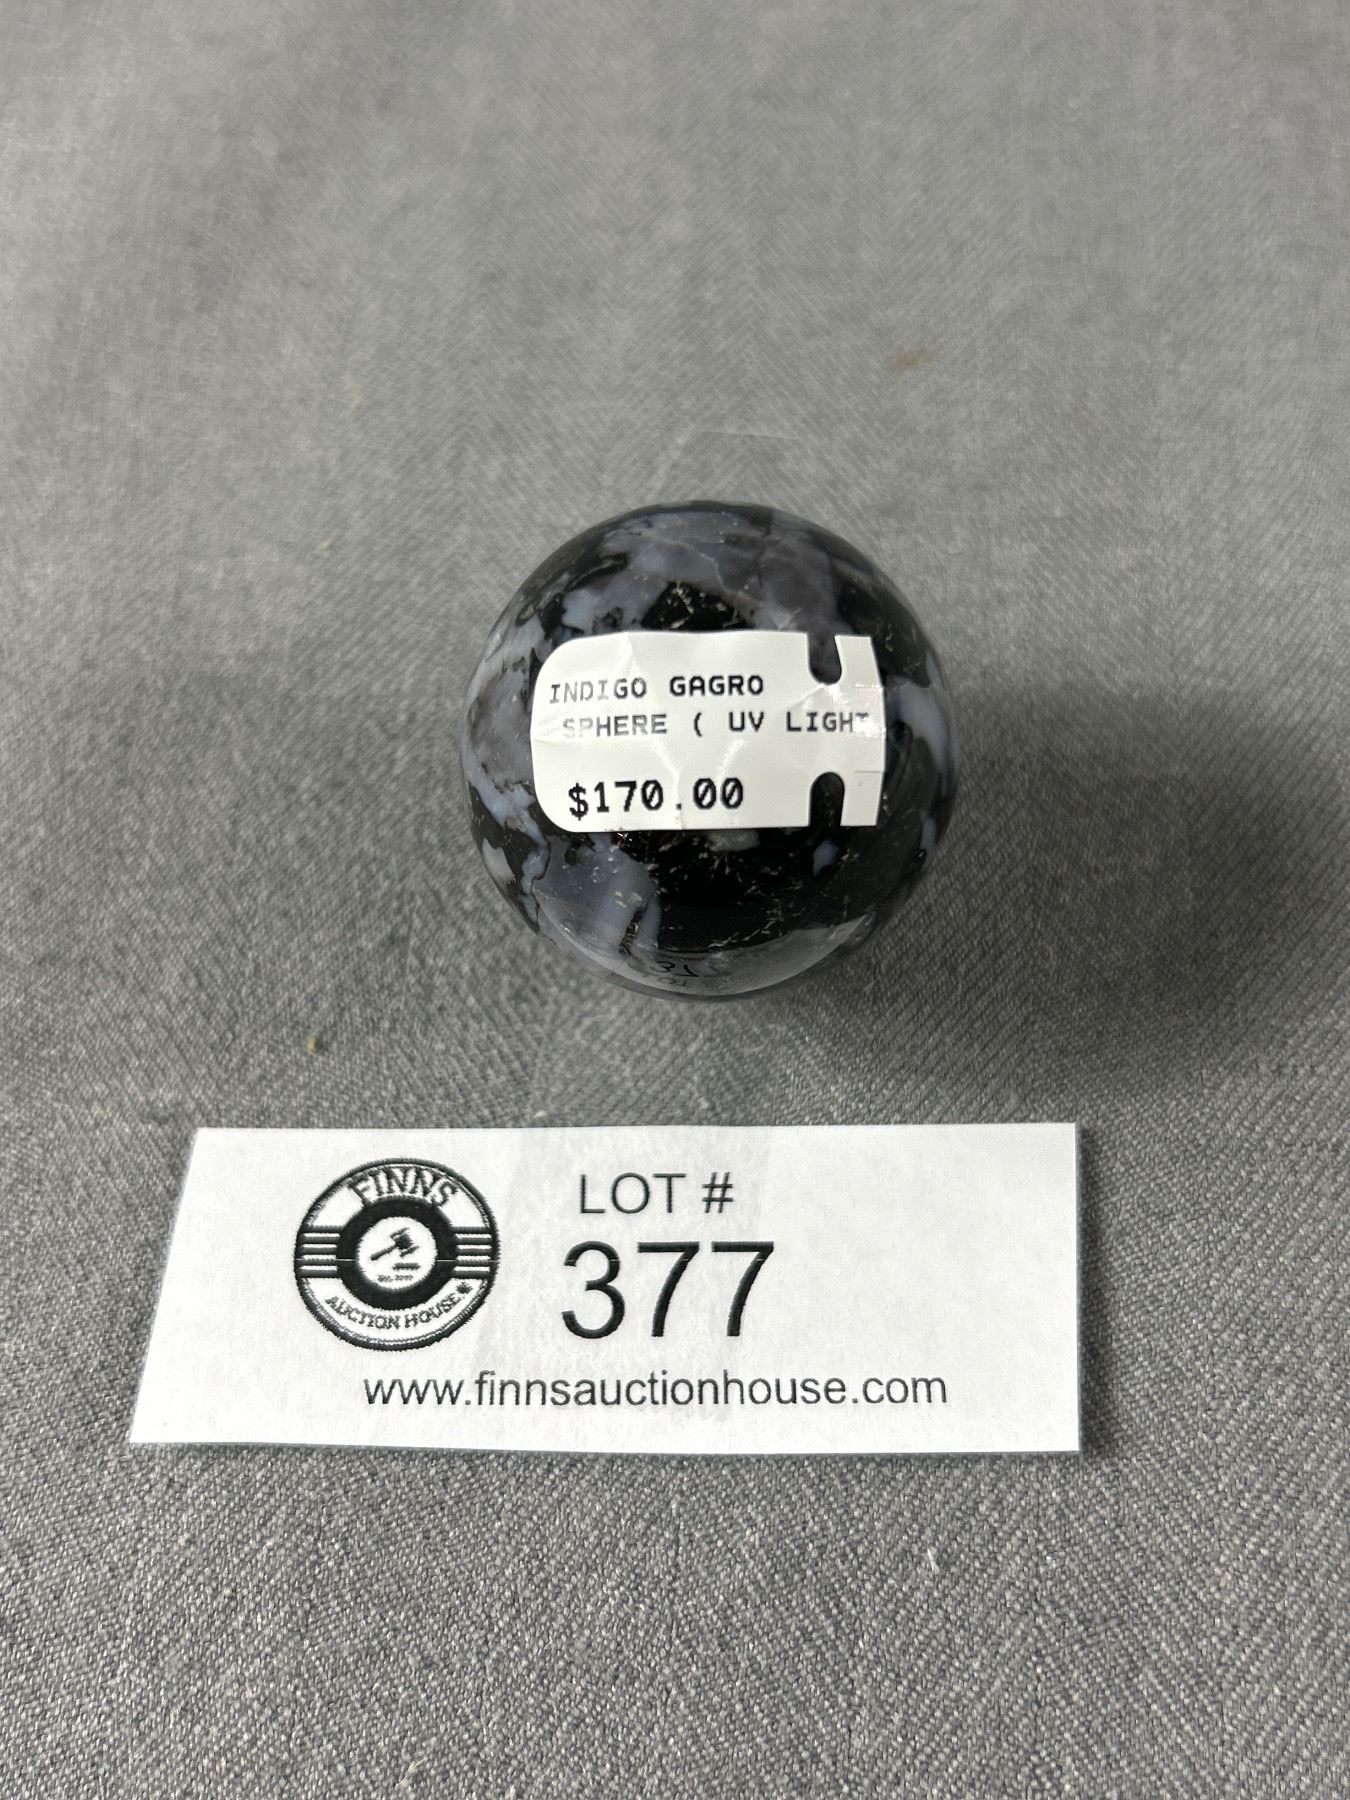 INDIGO GAGRO
SPHERE ( UV LIGHT
$170.00
FINNS
AUCTION HOUSE
LOT #
377
www.finnsauctionhouse.com